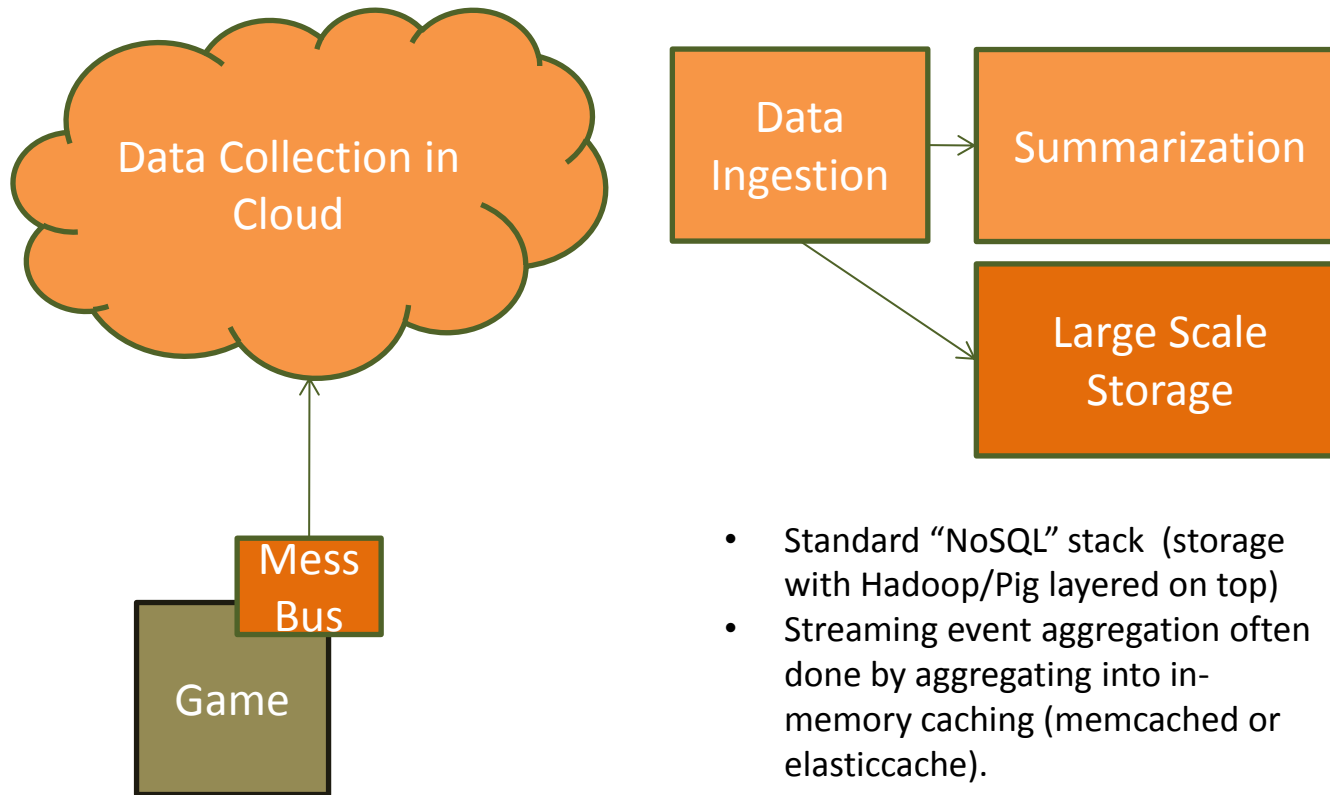 Data Collection in
Cloud
Mess
Bus
Game
Data
Ingestion
Summarization
Large Scale
Storage
• Standard “NoSQL” stack (storage
with Hadoop/Pig layered on top)
• Streaming event aggregation often
done by aggregating into in-
memory caching (memcached or
elasticcache).